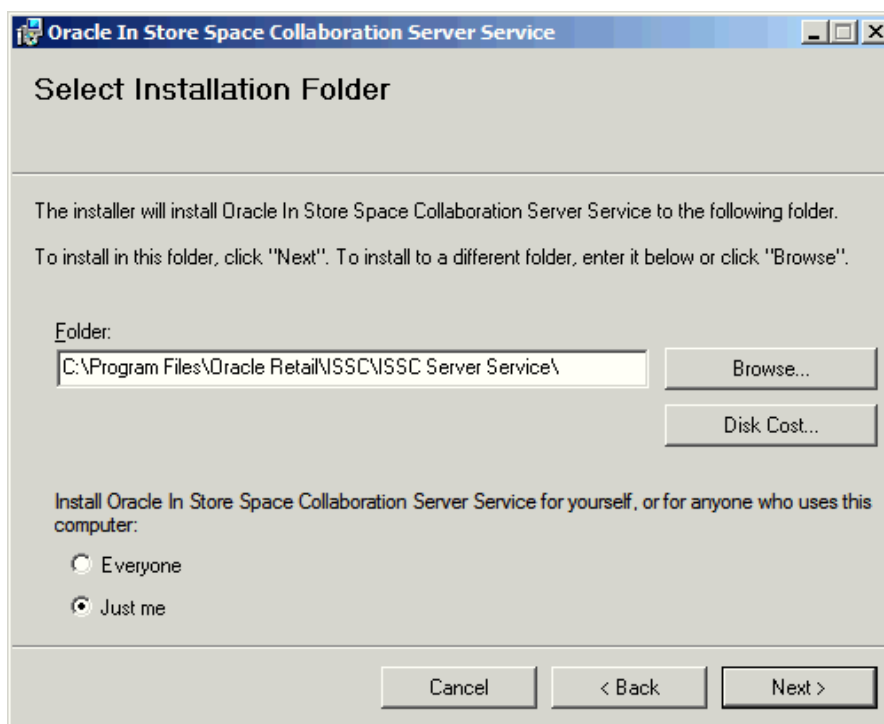 Oracle In Store Space Collaboration Server Service
Select Installation Folder
The installer will install Oracle In Store Space Collaboration Server Service to the following folder.
To install in this folder, click "Next". To install to a different folder, enter it below or click "Browse".
Folder:
C:\Program Files\Oracle Retail\ISSC\ISSC Server Service\
Browse...
Disk Cost...
Install Oracle In Store Space Collaboration Server Service for yourself, or for anyone who uses this
computer:
Everyone
Just me
Cancel
< Back
Next >